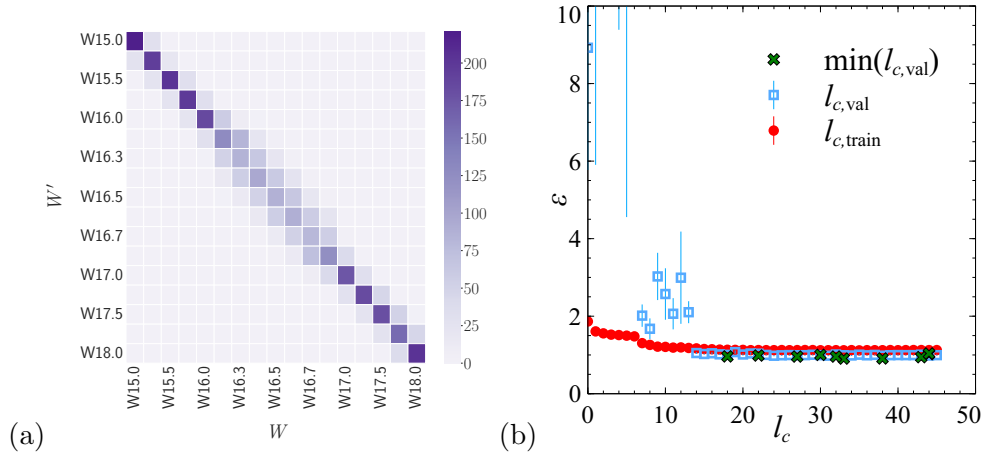 W15.0
W15.5
W16.0
W16.3
W16.5
W16.7
W17.0
W17.5
W18.0
W′
W15.0
W15.5
W16.0
W16.3
W16.5
W16.7
W17.0
W17.5
W18.0
W
200
175
150
125
100
75
50
25
0
(a)
10
8
6
4
2
0
ε
min(l_{c,val})
l_{c,val}
l_{c,train}
0
10
20
30
40
50
l_c
(b)